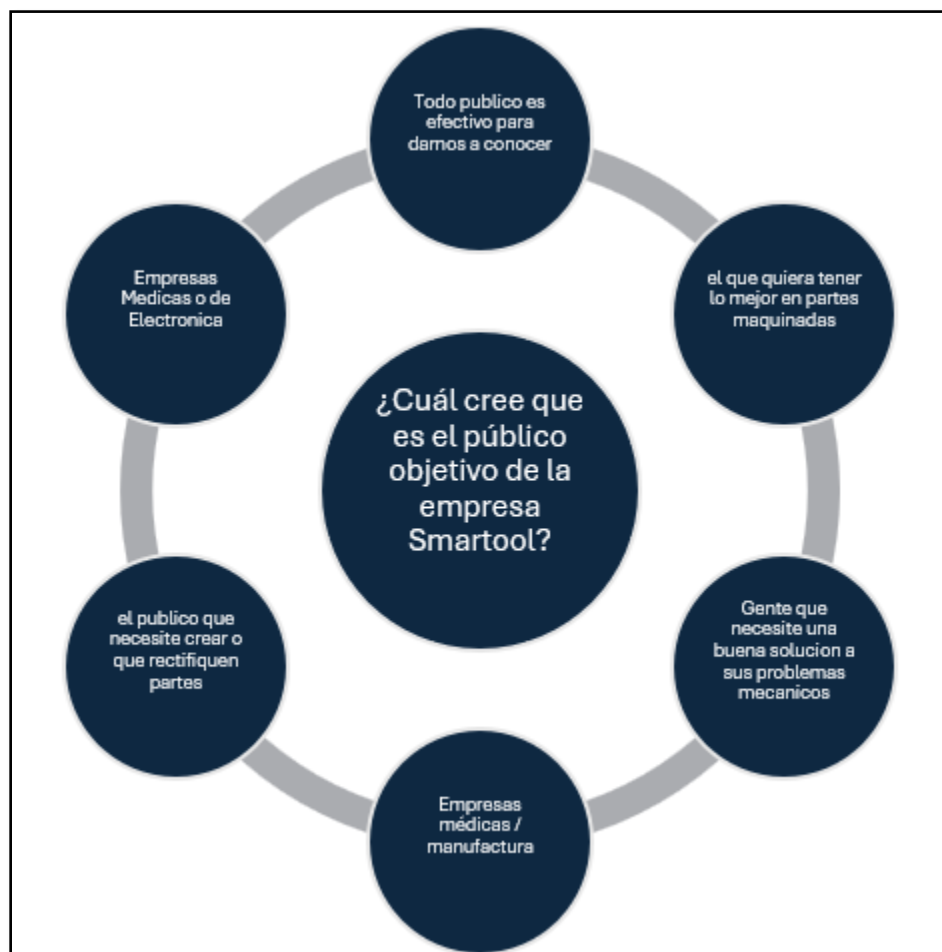 Todo publico es
efectivo para
darnos a conocer
el que quiera tener
lo mejor en partes
maquinadas
Gente que
necesite una
buena solucion a
sus problemas
mecanicos
Empresas
médicas /
manufactura
el publico que
necesite crear o
que rectifiquen
partes
Empresas
Medicas o de
Electronica
¿Cuál cree que
es el público
objetivo de la
empresa
Smartool?